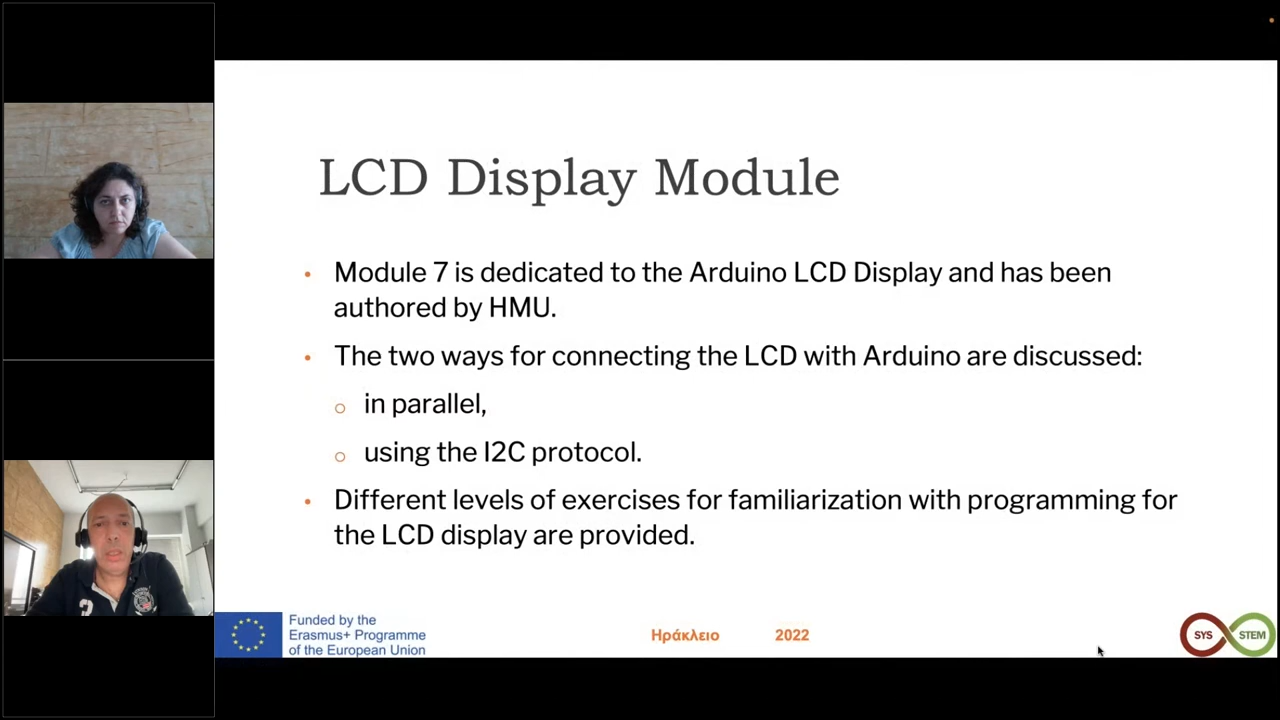 LCD Display Module
• Module 7 is dedicated to the Arduino LCD Display and has been
authored by HMU.
• The two ways for connecting the LCD with Arduino are discussed:
o in parallel,
o using the I2C protocol.
• Different levels of exercises for familiarization with programming for
the LCD display are provided.
Funded by the
Erasmus+ Programme
of the European Union
Ηράκλειο 2022
SYS STEM